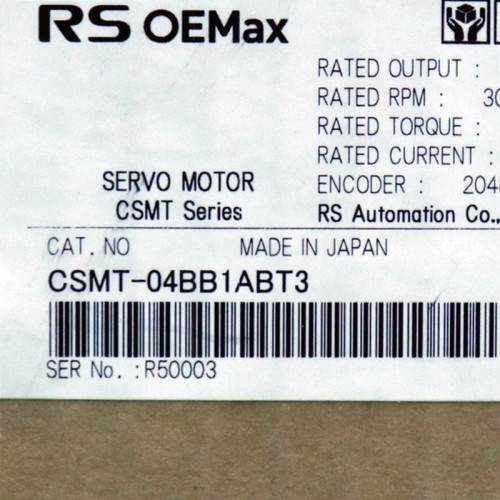 RS OEMax
RATED OUTPUT :
RATED RPM :
RATED TORQUE :
RATED CURRENT :
SERVO MOTOR
ENCODER :
CSMT Series
RS Automation Co.,
CAT. NO
MADE IN JAPAN
CSMT-04BB1ABT3
SER No. :R50003